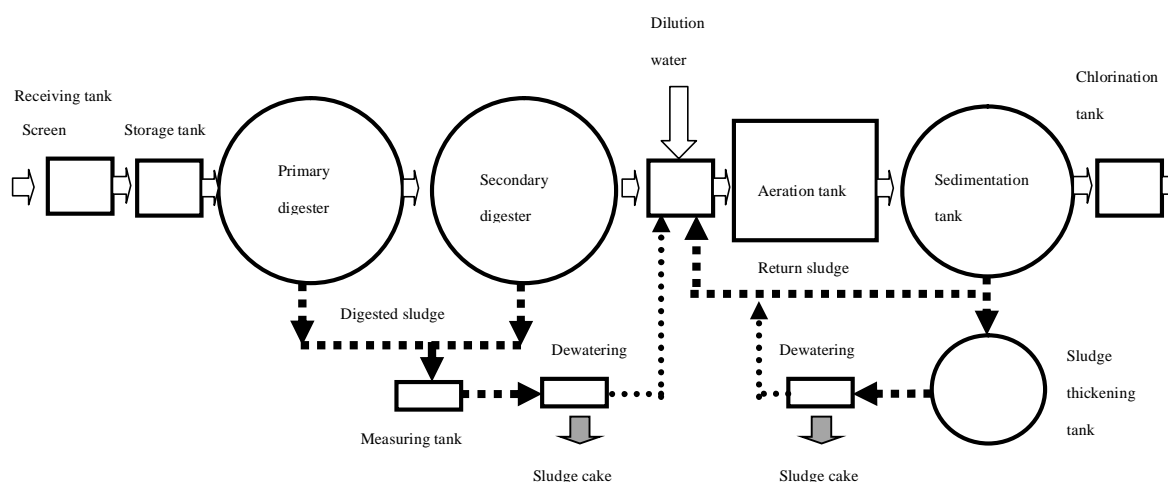 Dilution
water
Chlorination
tank
Receiving tank
Screen
Storage tank
Primary
digester
Secondary
digester
Aeration tank
Sedimentation
tank
Return sludge
Digested sludge
Dewatering
Dewatering
Sludge
thickening
tank
Measuring tank
Sludge cake
Sludge cake